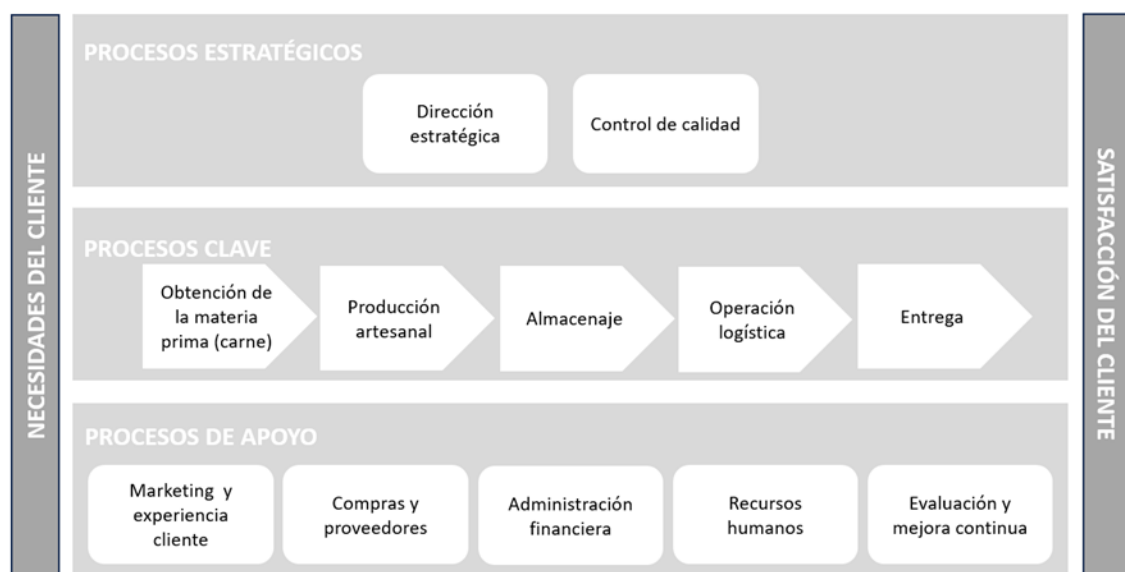 NECESIDADES DEL CLIENTE
PROCESOS ESTRATÉGICOS
Dirección
estratégica
Control de calidad
PROCESOS CLAVE
Obtención de
la materia
prima (carne)
Producción
artesanal
Almacenaje
Operación
logística
Entrega
PROCESOS DE APOYO
Marketing y
experiencia
cliente
Compras y
proveedores
Administración
financiera
Recursos
humanos
Evaluación y
mejora continua
SATISFACCIÓN DEL CLIENTE